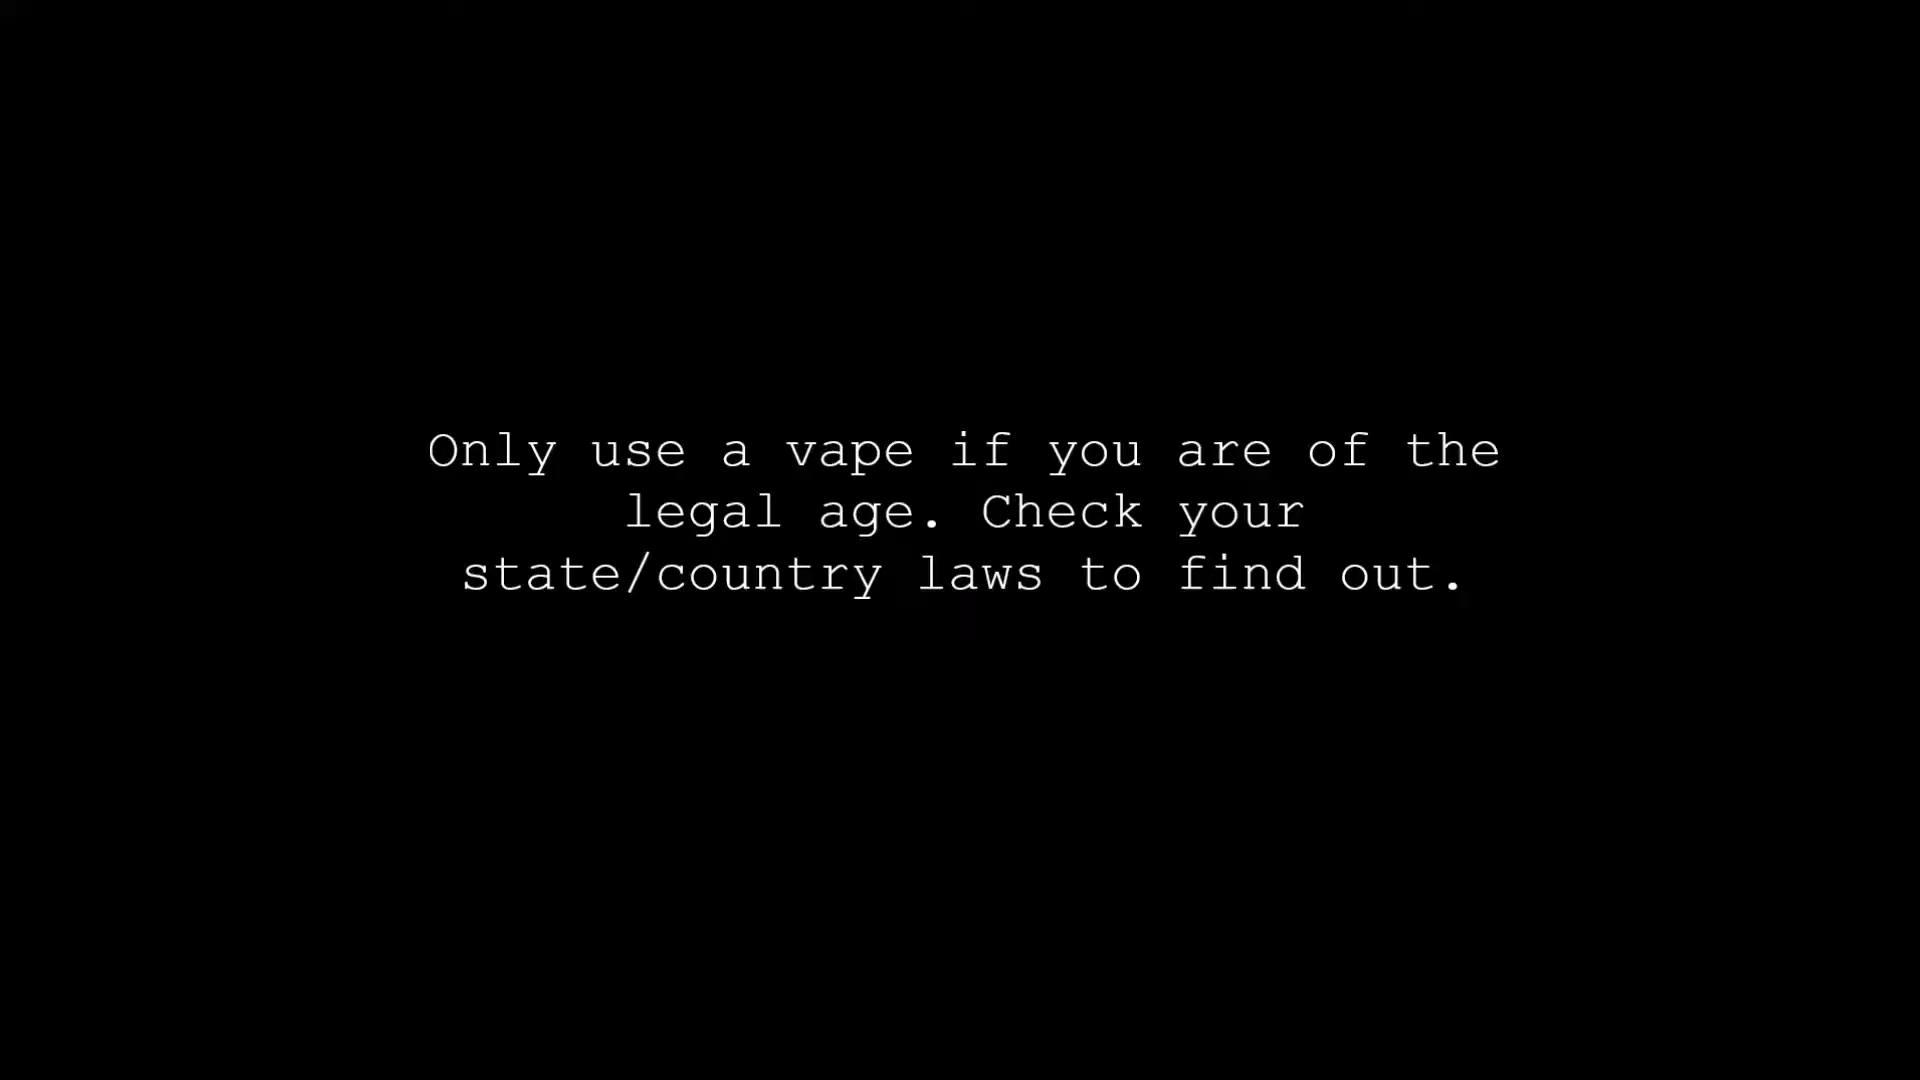 Only use a vape if you are of the
legal age. Check your
state/country laws to find out.